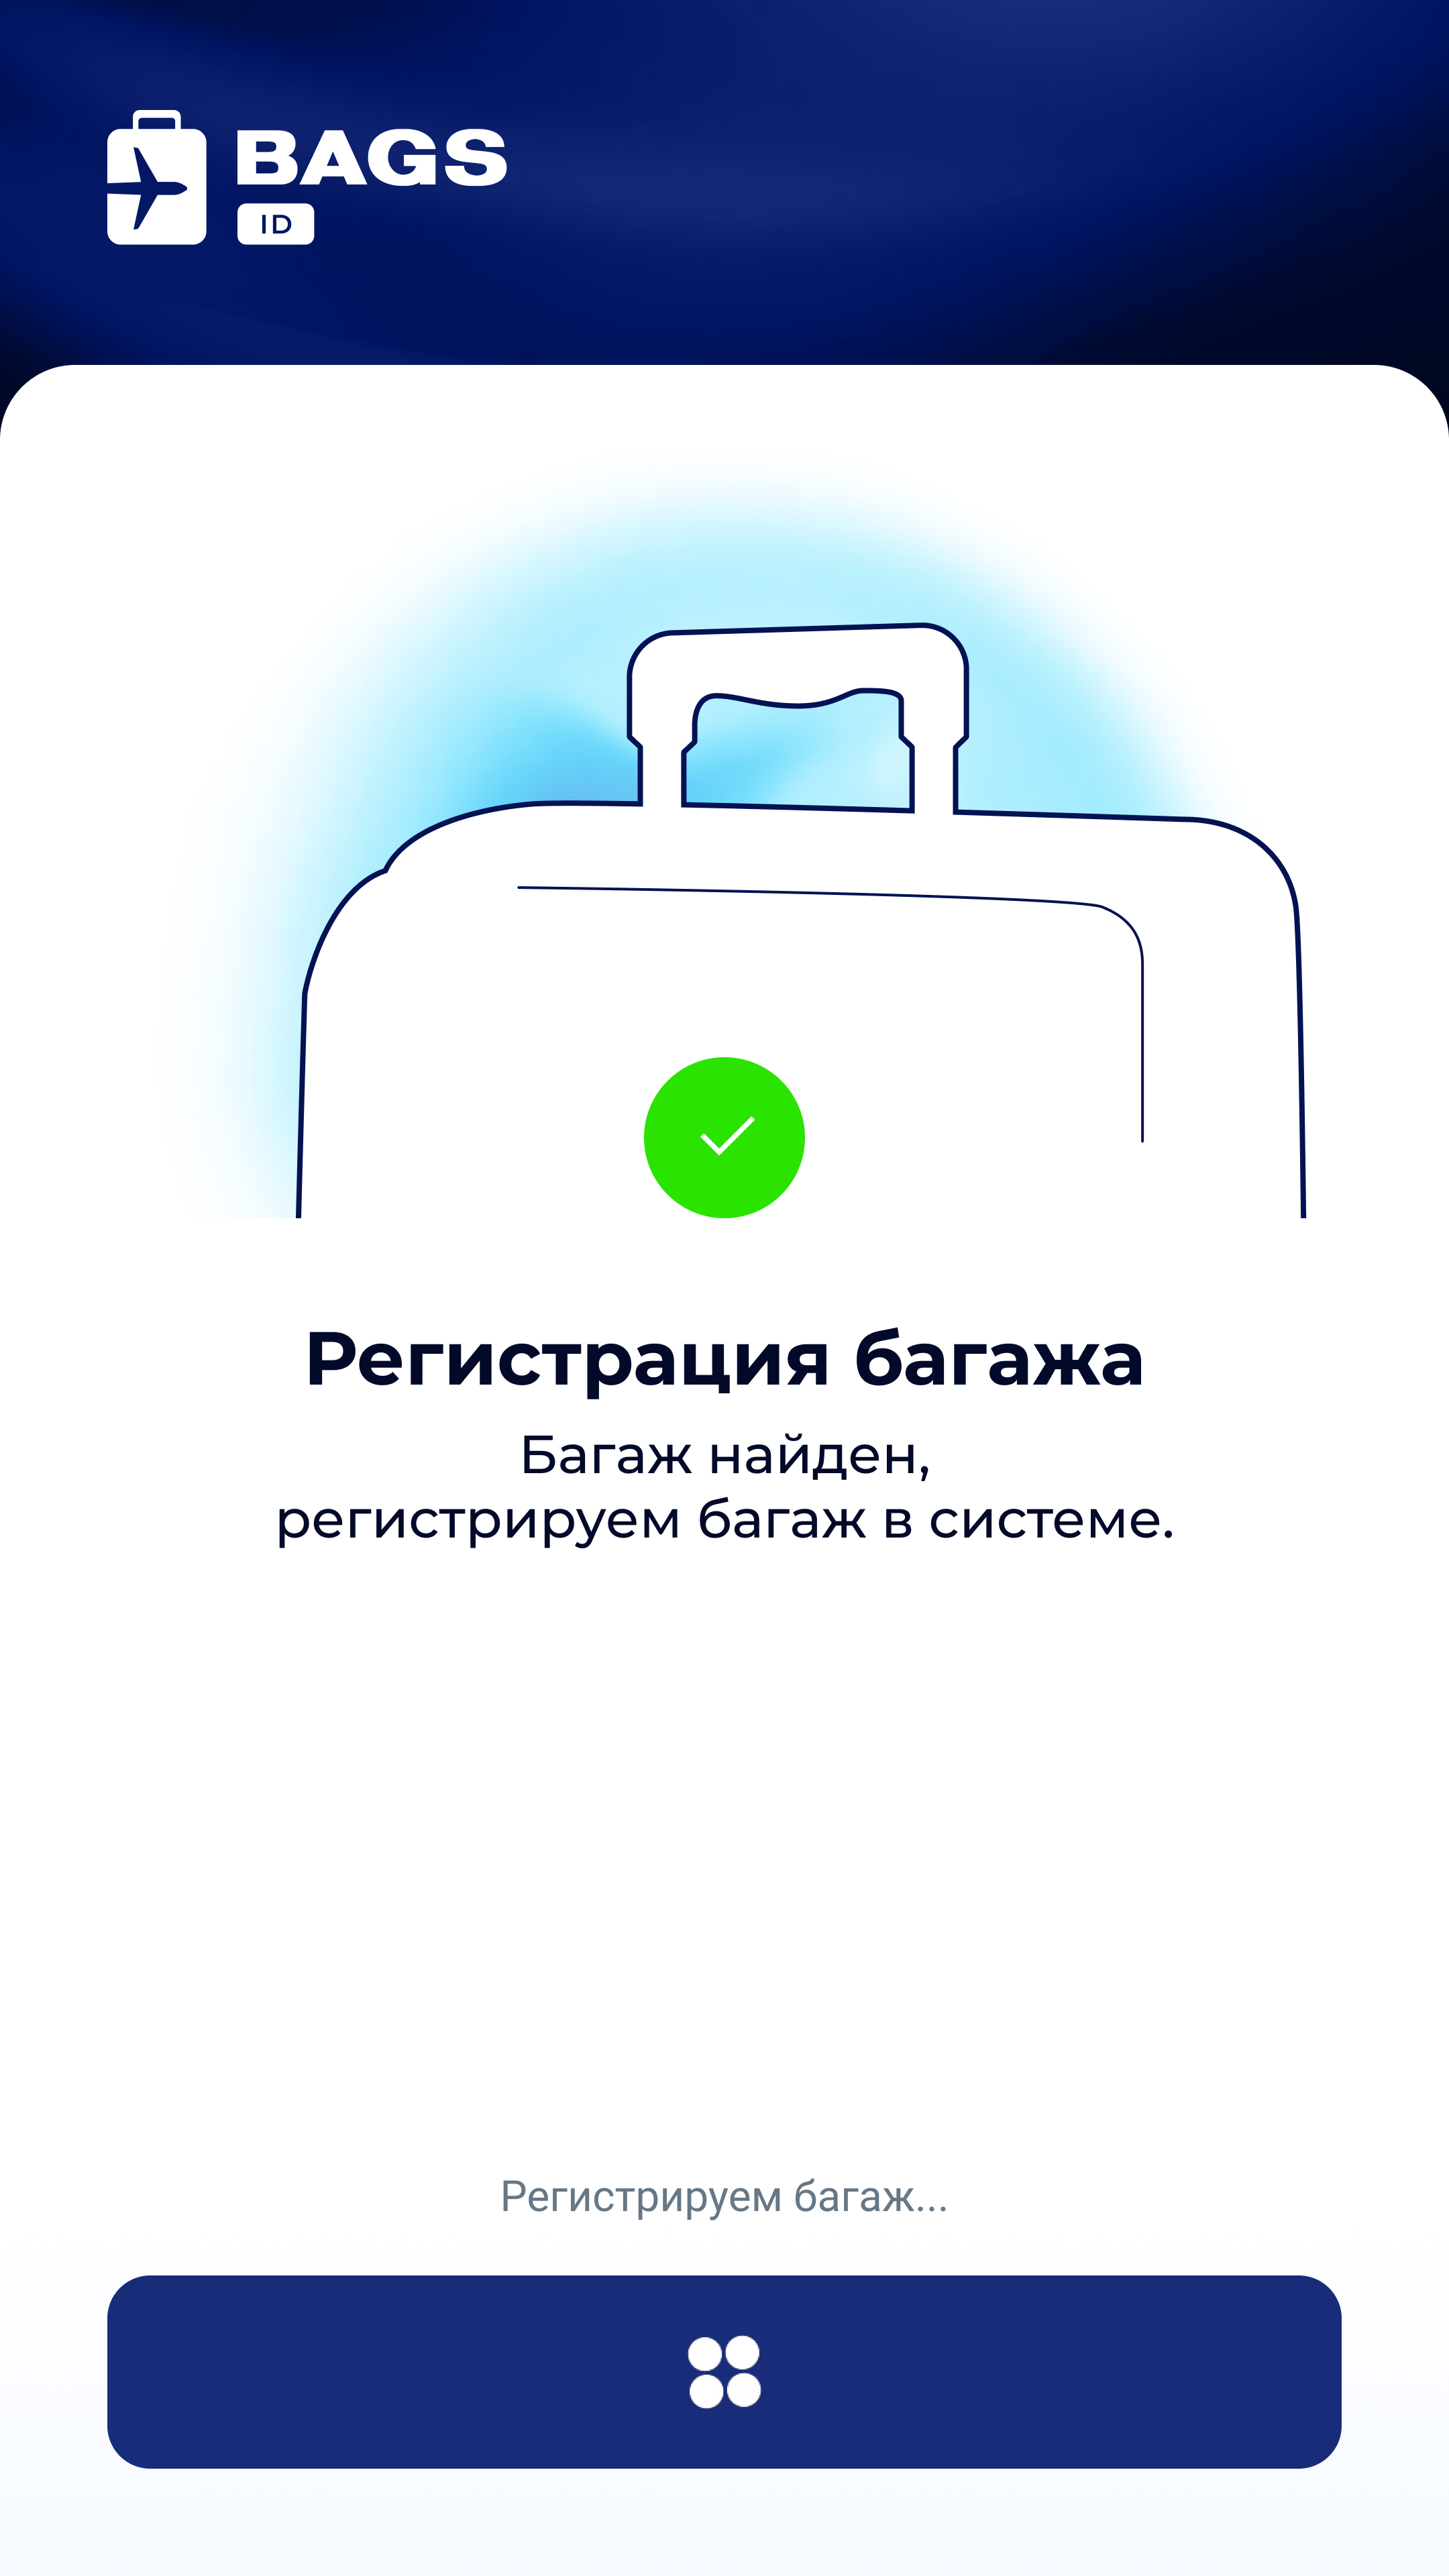 BAGS
ID
Регистрация багажа
Багаж найден,
регистрируем багаж в системе.
Регистрируем багаж...